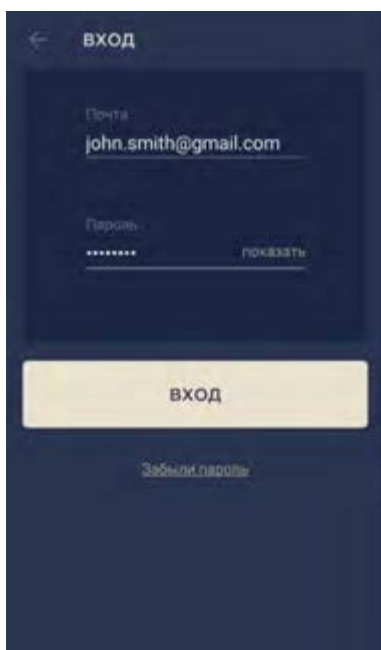 ВХОД
Почта
john.smith@gmail.com
Пароль
•••••••• показать
ВХОД
Забыли пароль